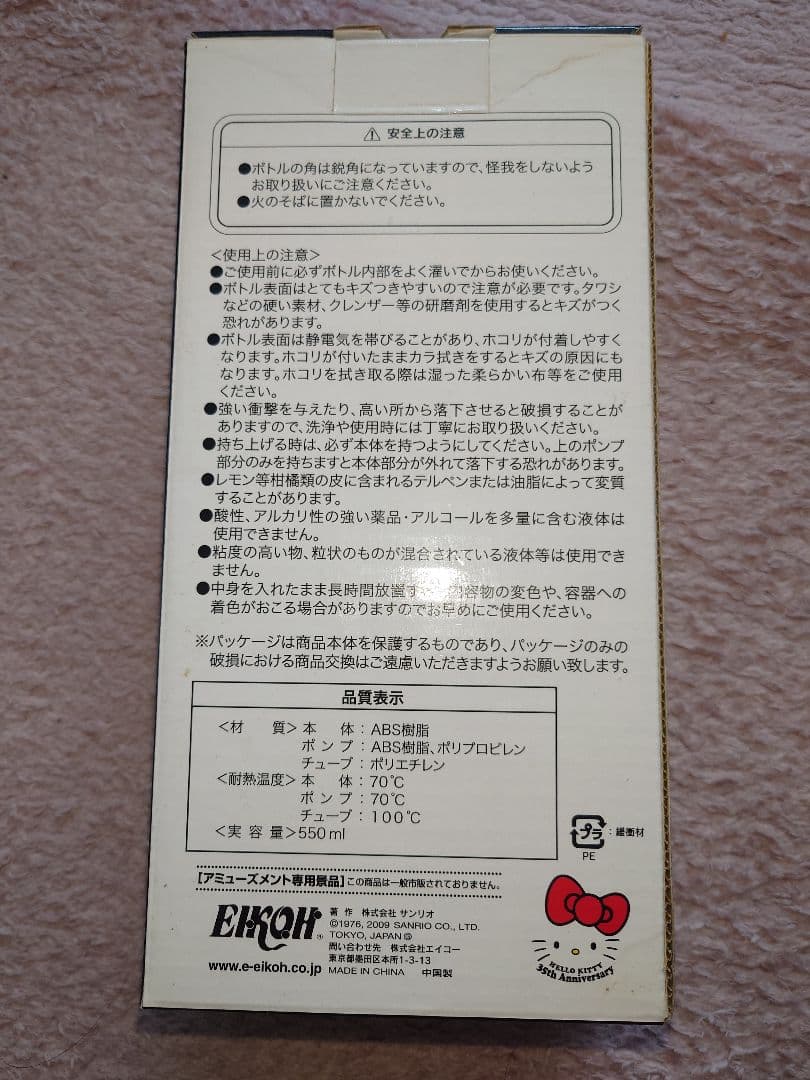 ⚠ 安全上の注意
●ボトルの角は鋭角になっていますので、怪我をしないよう
お取り扱いにご注意ください。
●火のそばに置かないでください。
＜使用上の注意＞
●ご使用前に必ずボトル内部をよく濯いでからお使いください。
●ボトル表面はとてもキズつきやすいので注意が必要です。タワシ
などの硬い素材、クレンザー等の研磨剤を使用するとキズがつく
恐れがあります。
●ボトル表面は静電気を帯びることがあり、ホコリが付着しやすく
なります。ホコリが付いたままカラ拭きをするとキズの原因にも
なります。ホコリを拭き取る際は湿った柔らかい布等をご使用
ください。
●強い衝撃を与えたり、高い所から落下させると破損することが
ありますので、洗浄や使用時には丁寧にお取り扱いください。
●持ち上げる時は、必ず本体を持つようにしてください。上のポンプ
部分のみを持ちますと本体部分が外れて落下する恐れがあります。
●レモン等柑橘類の皮に含まれるテルペンまたは油脂によって変質
することがあります。
●酸性、アルカリ性の強い薬品・アルコールを多量に含む液体は
使用できません。
●粘度の高い物、粒状のものが混合されている液体等は使用でき
ません。
●中身を入れたまま長時間放置す 内容物の変色や、容器への
着色がおこる場合がありますのでお早めにご使用ください。
※パッケージは商品本体を保護するものであり、パッケージのみの
破損における商品交換はご遠慮いただきますようお願い致します。
品質表示
＜材　質＞本　体：ABS樹脂
ポンプ：ABS樹脂、ポリプロピレン
チューブ：ポリエチレン
＜耐熱温度＞本　体：70℃
ポンプ：70℃
チューブ：100℃
＜実容量＞550ml
プラ：緩衝材
PE
【アミューズメント専用景品】この商品は一般市販されておりません。
EIKOH®
著作 株式会社 サンリオ
©1976, 2009 SANRIO CO., LTD.
TOKYO, JAPAN Ⓛ
問い合わせ先 株式会社エイコー
東京都墨田区本所1-3-13
www.e-eikoh.co.jp MADE IN CHINA 中国製
HELLO KITTY
35th Anniversary